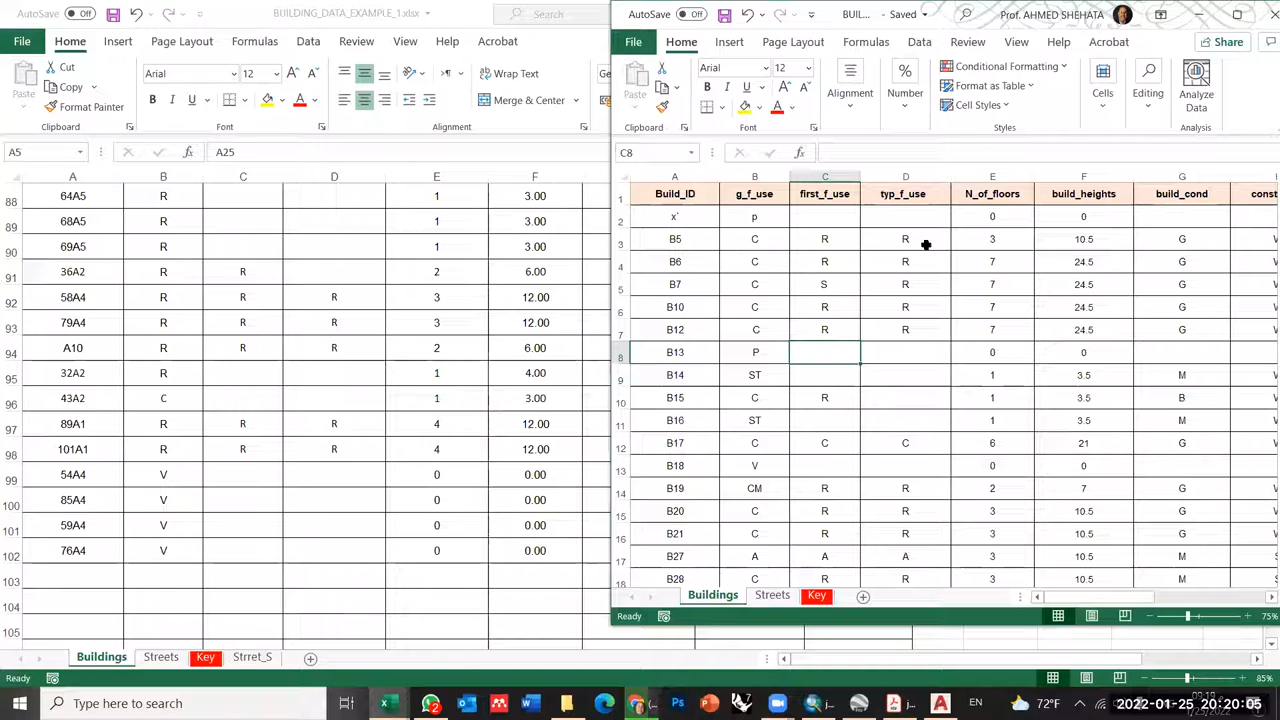 AutoSave Off BUILDING_DATA_EXAMPLE_1.xlsx Search
File Home Insert Page Layout Formulas Data Review View Help Acrobat
Paste Cut Copy Format Painter
Arial 12 Wrap Text Merge & Center
B I U
Clipboard Font Alignment
A5 A25
A B C D E F
88 64A5 R 1 3.00
89 68A5 R 1 3.00
90 69A5 R 1 3.00
91 36A2 R R 2 6.00
92 58A4 R R R 3 12.00
93 79A4 R R R 3 12.00
94 A10 R R R 2 6.00
95 32A2 R 1 4.00
96 43A2 C 1 3.00
97 89A1 R R R 4 12.00
98 101A1 R R R 4 12.00
99 54A4 V 0 0.00
100 85A4 V 0 0.00
101 59A4 V 0 0.00
102 76A4 V 0 0.00
103
104
105
Buildings Streets Key Strret_S
Ready 85%
AutoSave Off BUIL... - Saved Prof. AHMED SHEHATA
File Home Insert Page Layout Formulas Data Review View Help Acrobat Share
Paste Arial 12 B I U Alignment Number Conditional Formatting Format as Table Cell Styles Cells Editing Analyze Data
Clipboard Font Styles Analysis
C8
A B C D E F G H
1 Build_ID g_f_use first_f_use typ_f_use N_of_floors build_heights build_cond const
2 x` p 0 0
3 B5 C R R 3 10.5 G
4 B6 C R R 7 24.5 G
5 B7 C S R 7 24.5 G
6 B10 C R R 7 24.5 G
7 B12 C R R 7 24.5 G
8 B13 P 0 0
9 B14 ST 1 3.5 M
10 B15 C R 1 3.5 B
11 B16 ST 1 3.5 M
12 B17 C C C 6 21 G
13 B18 V 0 0
14 B19 CM R R 2 7 G
15 B20 C R R 3 10.5 G
16 B21 C R R 3 10.5 G
17 B27 A A A 3 10.5 M
18 B28 C R R 3 10.5 M
Buildings Streets Key
Ready 75%
Type here to search 2 72°F EN
2022-01-25 20:20:05